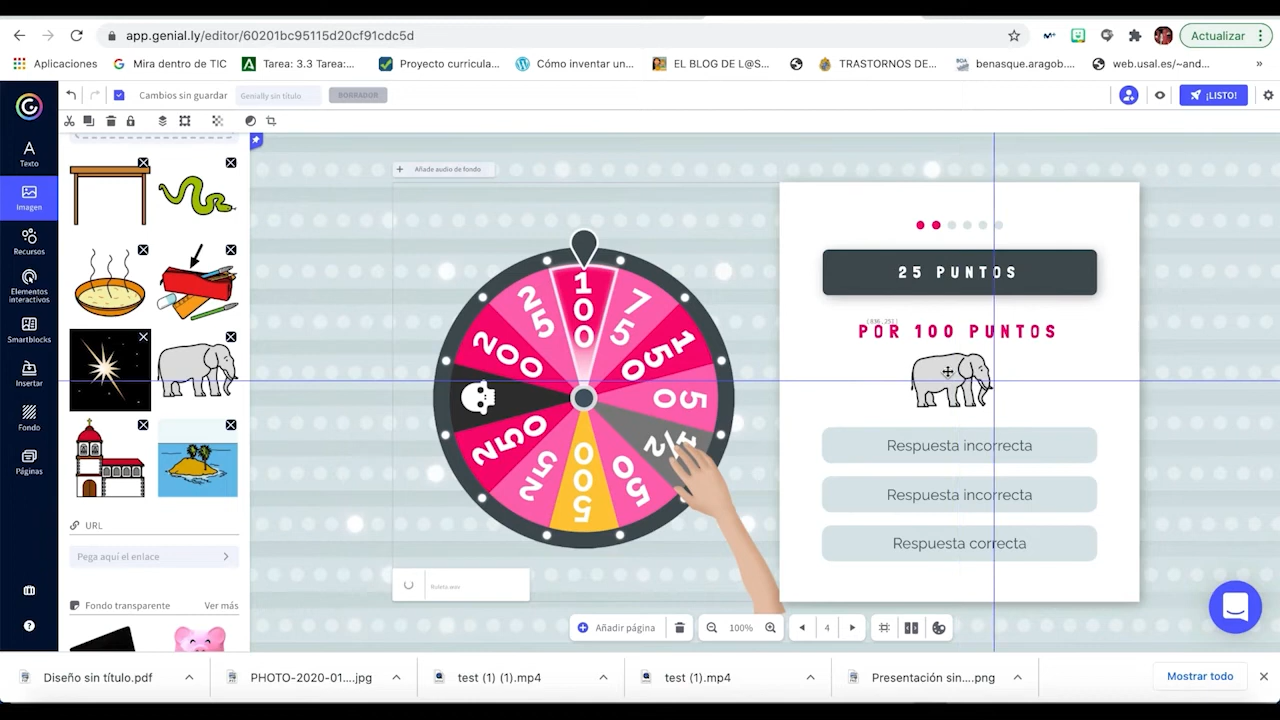 app.genial.ly/editor/60201bc95115d20cf91cdc5d
Actualizar
Aplicaciones
Mira dentro de TIC
Tarea: 3.3 Tarea:...
Proyecto curricula...
Cómo inventar un...
EL BLOG DE L@S...
TRASTORNOS DE...
benasque.aragob....
web.usal.es/~and...
»
Cambios sin guardar
Genially sin título
BORRADOR
¡LISTO!
Texto
Imagen
Recursos
Elementos
interactivos
Smartblocks
Insertar
Fondo
Páginas
URL
Pega aquí el enlace
Fondo transparente
Ver más
+ Añade audio de fondo
100
75
150
50
1/2
50
500
25
250
200
25
25 PUNTOS
POR 100 PUNTOS
Respuesta incorrecta
Respuesta incorrecta
Respuesta correcta
Añadir página
100%
4
Diseño sin título.pdf
PHOTO-2020-01....jpg
test (1) (1).mp4
test (1).mp4
Presentación sin....png
Mostrar todo